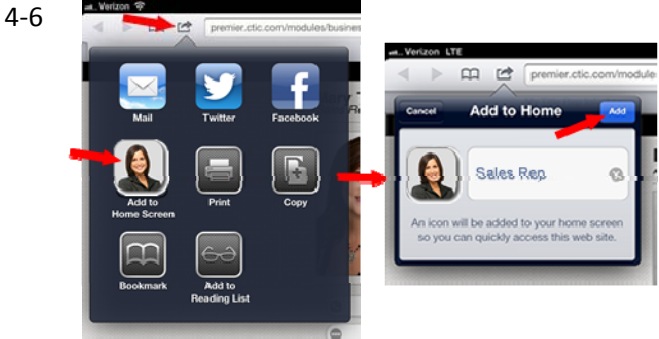 4-6
Verizon
premier.ctic.com/modules/busines
Mail
Twitter
Facebook
Add to
Home Screen
Print
Copy
Bookmark
Add to
Reading List
Verizon LTE
premier.ctic.com/module
Cancel
Add to Home
Add
Sales Rep
An icon will be added to your home screen
so you can quickly access this web site.